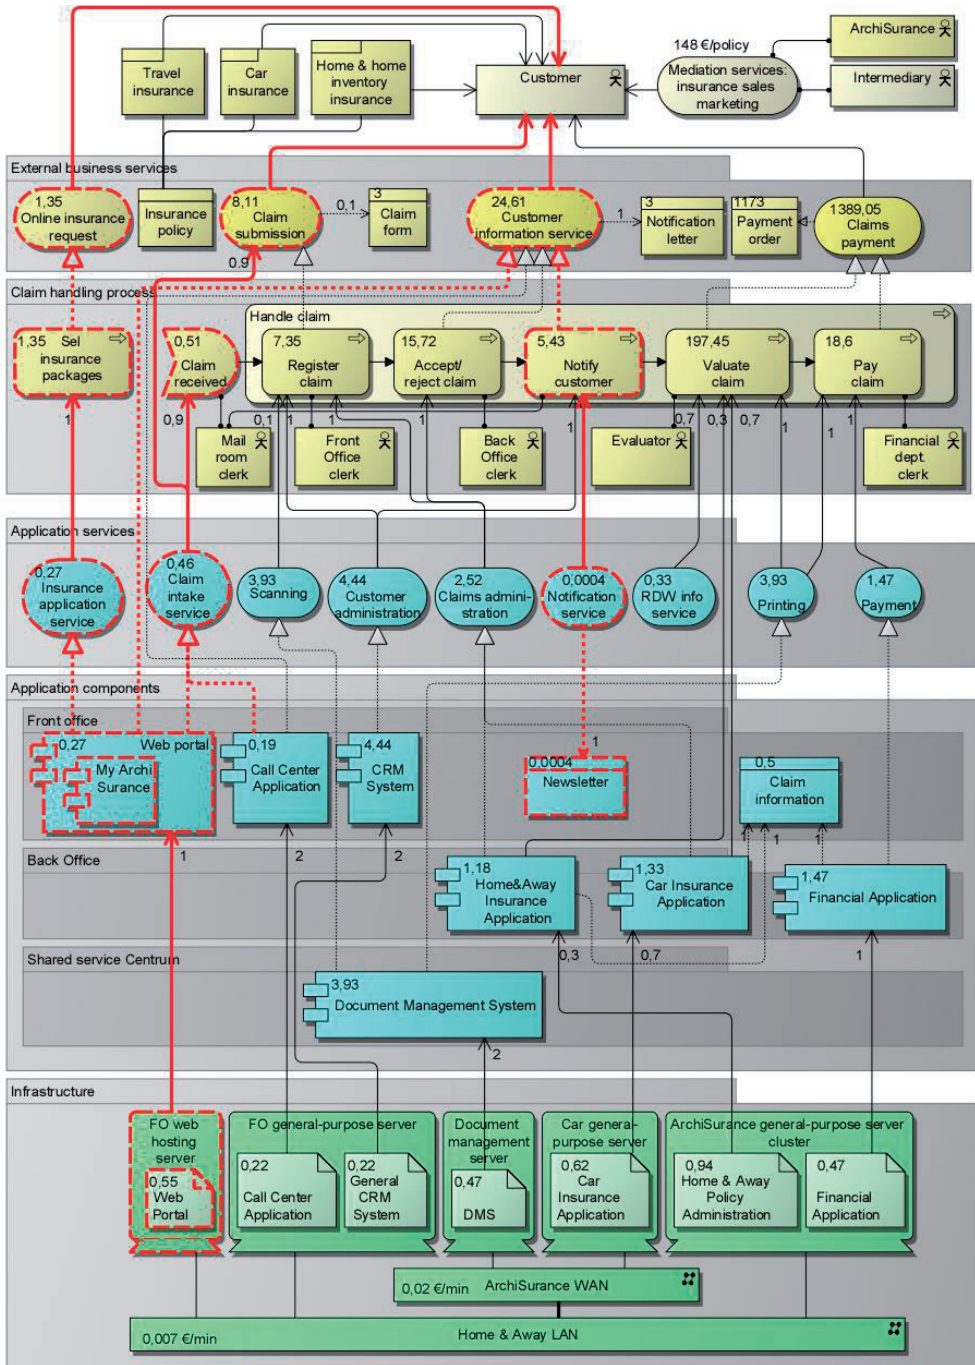 ArchiSurance
148 €/policy
Travel
insurance
Car
insurance
Home & home
inventory
insurance
Customer
Mediation services:
insurance sales
marketing
Intermediary
External business services
1,35
Online insurance
request
Insurance
policy
8,11
Claim
submission
0,1
3
Claim
form
24,61
Customer
information service
1
3
Notification
letter
1173
Payment
order
1389,05
Claims
payment
0.9
Claim handling process
Handle claim
1,35 Sel
insurance
packages
0,51
Claim
received
7,35
Register
claim
15,72
Accept/
reject claim
5,43
Notify
customer
197,45
Valuate
claim
18,6
Pay
claim
1
0,9
0,1
1
1
1
1
0,7
0,3
0,7
1
1
1
Mail
room
clerk
Front
Office
clerk
Back
Office
clerk
Evaluator
Financial
dept.
clerk
Application services
0,27
Insurance
application
service
0,46
Claim
intake
service
3,93
Scanning
4,44
Customer
administration
2,52
Claims admini-
stration
0,0004
Notification
service
0,33
RDW info
service
3,93
Printing
1,47
Payment
Application components
Front office
0,27
Web portal
My Archi
Surance
0,19
Call Center
Application
4,44
CRM
System
1
0,0004
Newsletter
0,5
Claim
information
1
1
1
1
2
2
Back Office
1,18
Home&Away
Insurance
Application
1,33
Car Insurance
Application
1,47
Financial Application
0,3
0,7
1
Shared service Centrum
3,93
Document Management System
2
Infrastructure
FO web
hosting
server
0,55
Web
Portal
FO general-purpose server
0,22
Call Center
Application
0,22
General
CRM
System
Document
management
server
0,47
DMS
Car general-
purpose server
0,62
Car
Insurance
Application
ArchiSurance general-purpose server
cluster
0,94
Home & Away
Policy
Administration
0,47
Financial
Application
0,02 €/min
ArchiSurance WAN
0,007 €/min
Home & Away LAN